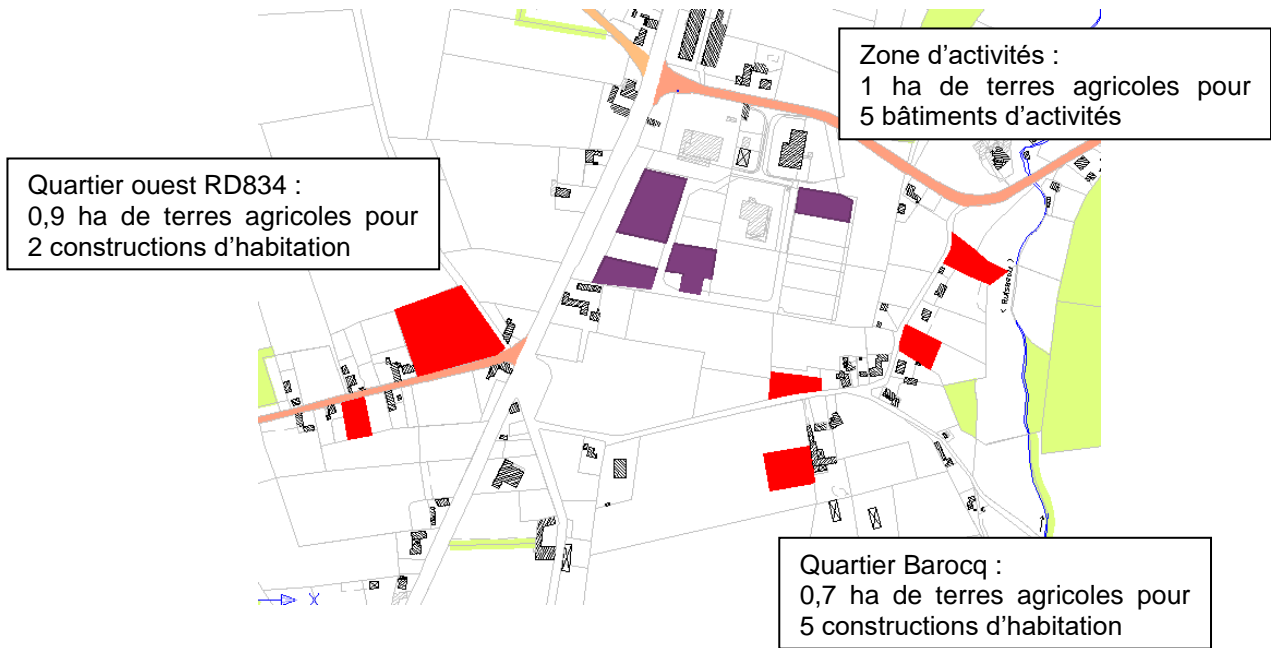 Zone d'activités :
1 ha de terres agricoles pour
5 bâtiments d'activités
Quartier ouest RD834 :
0,9 ha de terres agricoles pour
2 constructions d'habitation
Quartier Barocq :
0,7 ha de terres agricoles pour
5 constructions d'habitation